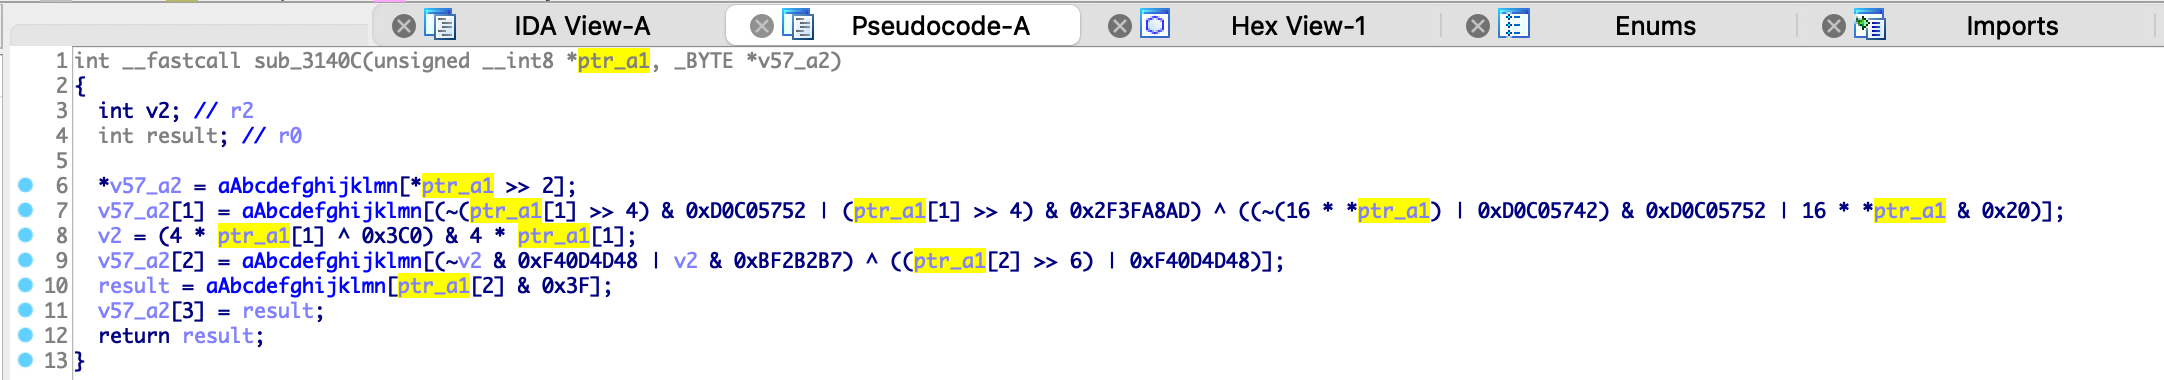 IDA View-A Pseudocode-A Hex View-1 Enums Imports
1 int __fastcall sub_3140C(unsigned __int8 *ptr_a1, _BYTE *v57_a2)
2 {
3 int v2; // r2
4 int result; // r0
5
6 *v57_a2 = aAbcdefghijklmn[*ptr_a1 >> 2];
7 v57_a2[1] = aAbcdefghijklmn[(~(ptr_a1[1] >> 4) & 0xD0C05752 | (ptr_a1[1] >> 4) & 0x2F3FA8AD) ^ ((~(16 * *ptr_a1) | 0xD0C05742) & 0xD0C05752 | 16 * *ptr_a1 & 0x20)];
8 v2 = (4 * ptr_a1[1] ^ 0x3C0) & 4 * ptr_a1[1];
9 v57_a2[2] = aAbcdefghijklmn[(~v2 & 0xF40D4D48 | v2 & 0xBF2B2B7) ^ ((ptr_a1[2] >> 6) | 0xF40D4D48)];
10 result = aAbcdefghijklmn[ptr_a1[2] & 0x3F];
11 v57_a2[3] = result;
12 return result;
13 }